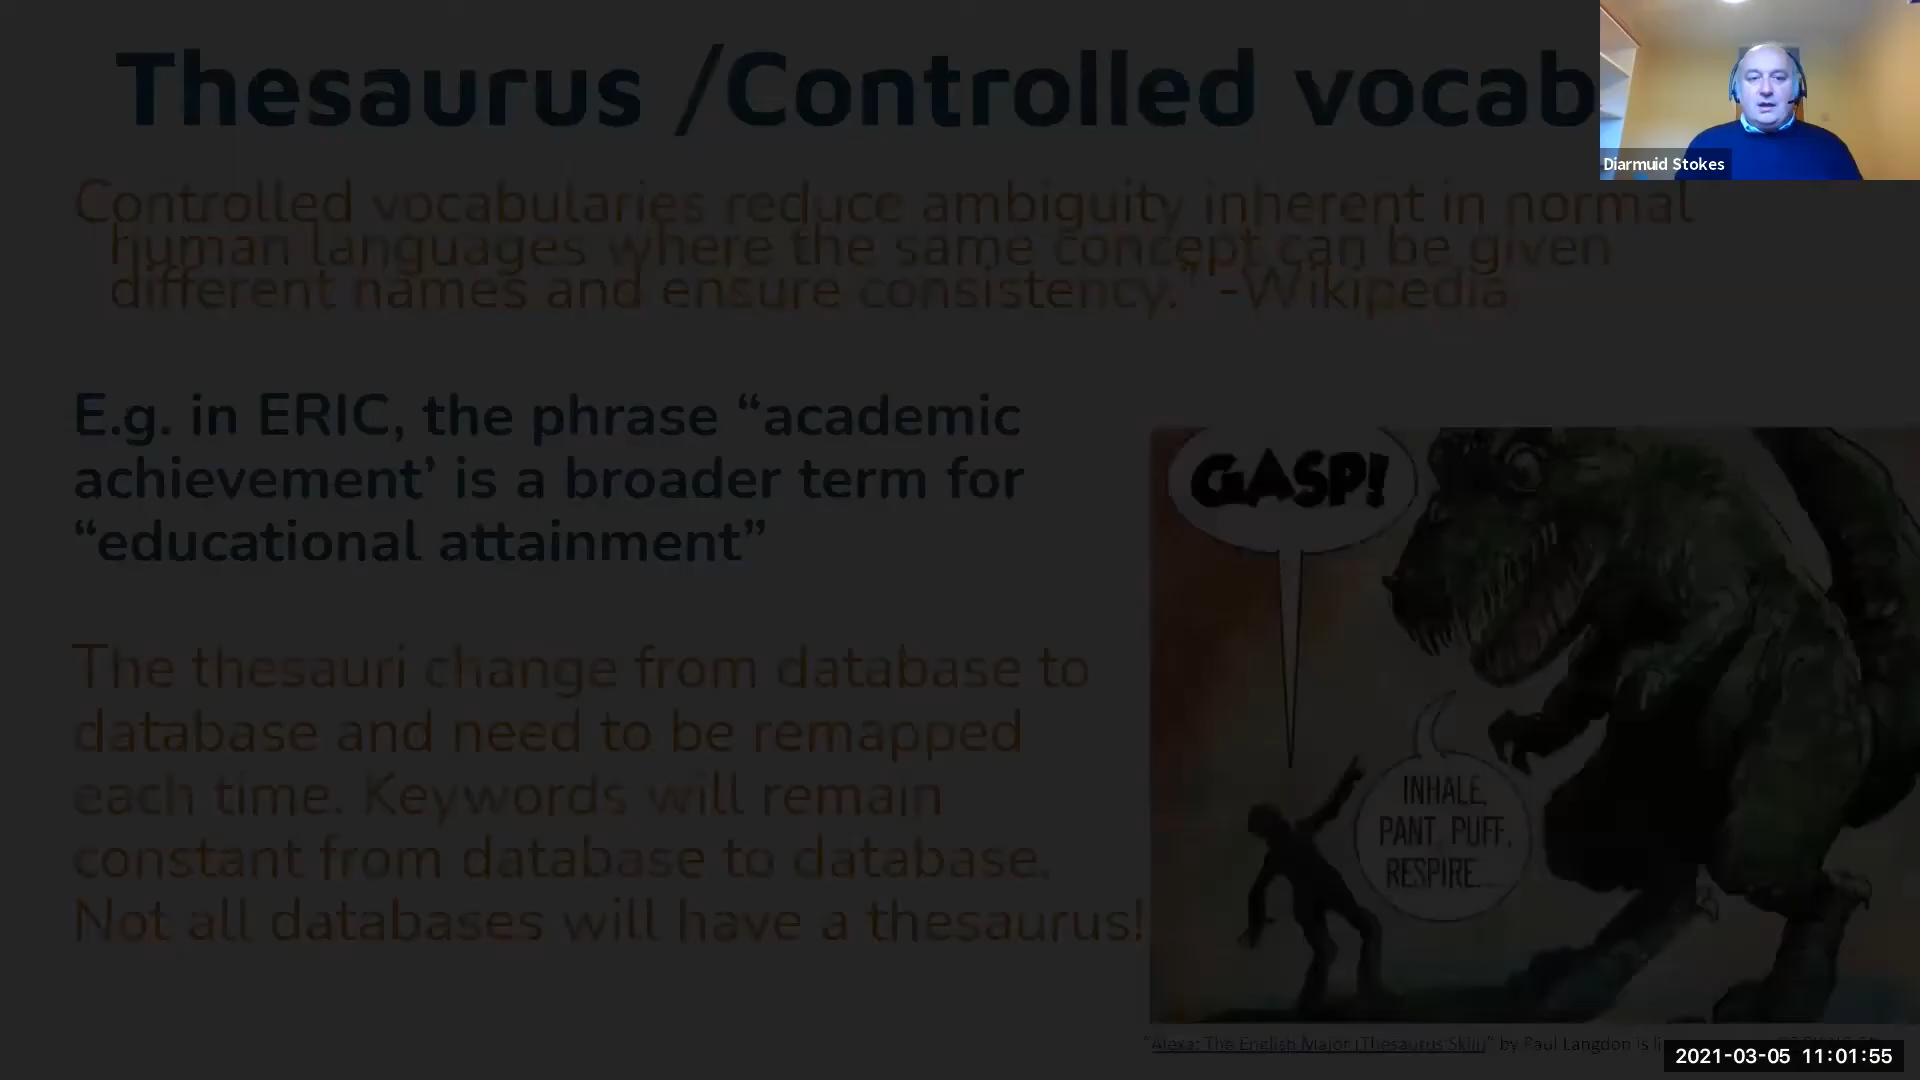 Thesaurus /Controlled vocab
Diarmuid Stokes
Controlled vocabularies reduce ambiguity inherent in normal
human languages where the same concept can be given
different names and ensure consistency.” -Wikipedia
E.g. in ERIC, the phrase “academic
achievement’ is a broader term for
“educational attainment”
The thesauri change from database to
database and need to be remapped
each time. Keywords will remain
constant from database to database.
Not all databases will have a thesaurus!
GASP!
INHALE,
PANT, PUFF,
RESPIRE...
"Alexa: The English Major (Thesaurus Skill)" by Paul Langdon is
2021-03-05 11:01:55